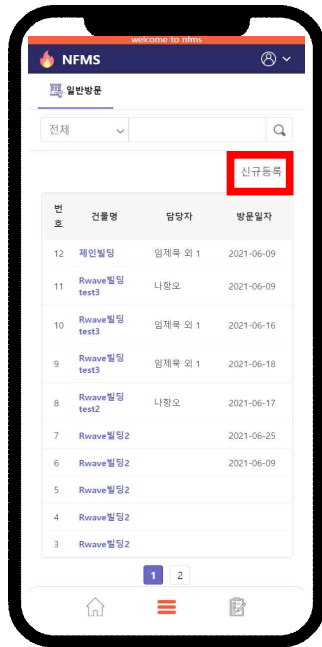 welcome to nfms
NFMS
일반방문
전체
신규등록
번호 건물명 담당자 방문일자
12 제인빌딩 임제묵 외 1 2021-06-09
11 Rwave빌딩 test3 나항오 2021-06-09
10 Rwave빌딩 test3 임제묵 외 1 2021-06-16
9 Rwave빌딩 test3 임제묵 외 1 2021-06-18
8 Rwave빌딩 test2 나항오 2021-06-17
7 Rwave빌딩2 2021-06-25
6 Rwave빌딩2 2021-06-09
5 Rwave빌딩2
4 Rwave빌딩2
3 Rwave빌딩2
1 2